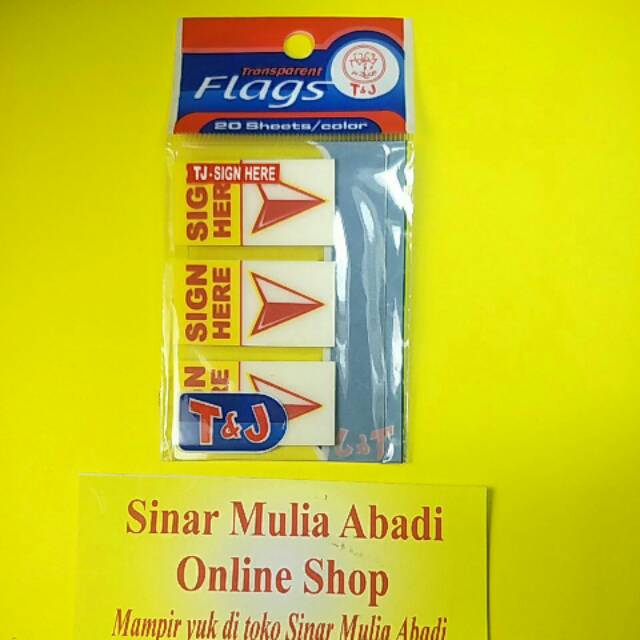 Transparent
Flags
T&J
20 Sheets/color
TJ-SIGN HERE
SIGN
HERE
SIGN
HERE
T&J
T&J
Sinar Mulia Abadi
Online Shop
Mampir yuk di toko Sinar Mulia Abadi